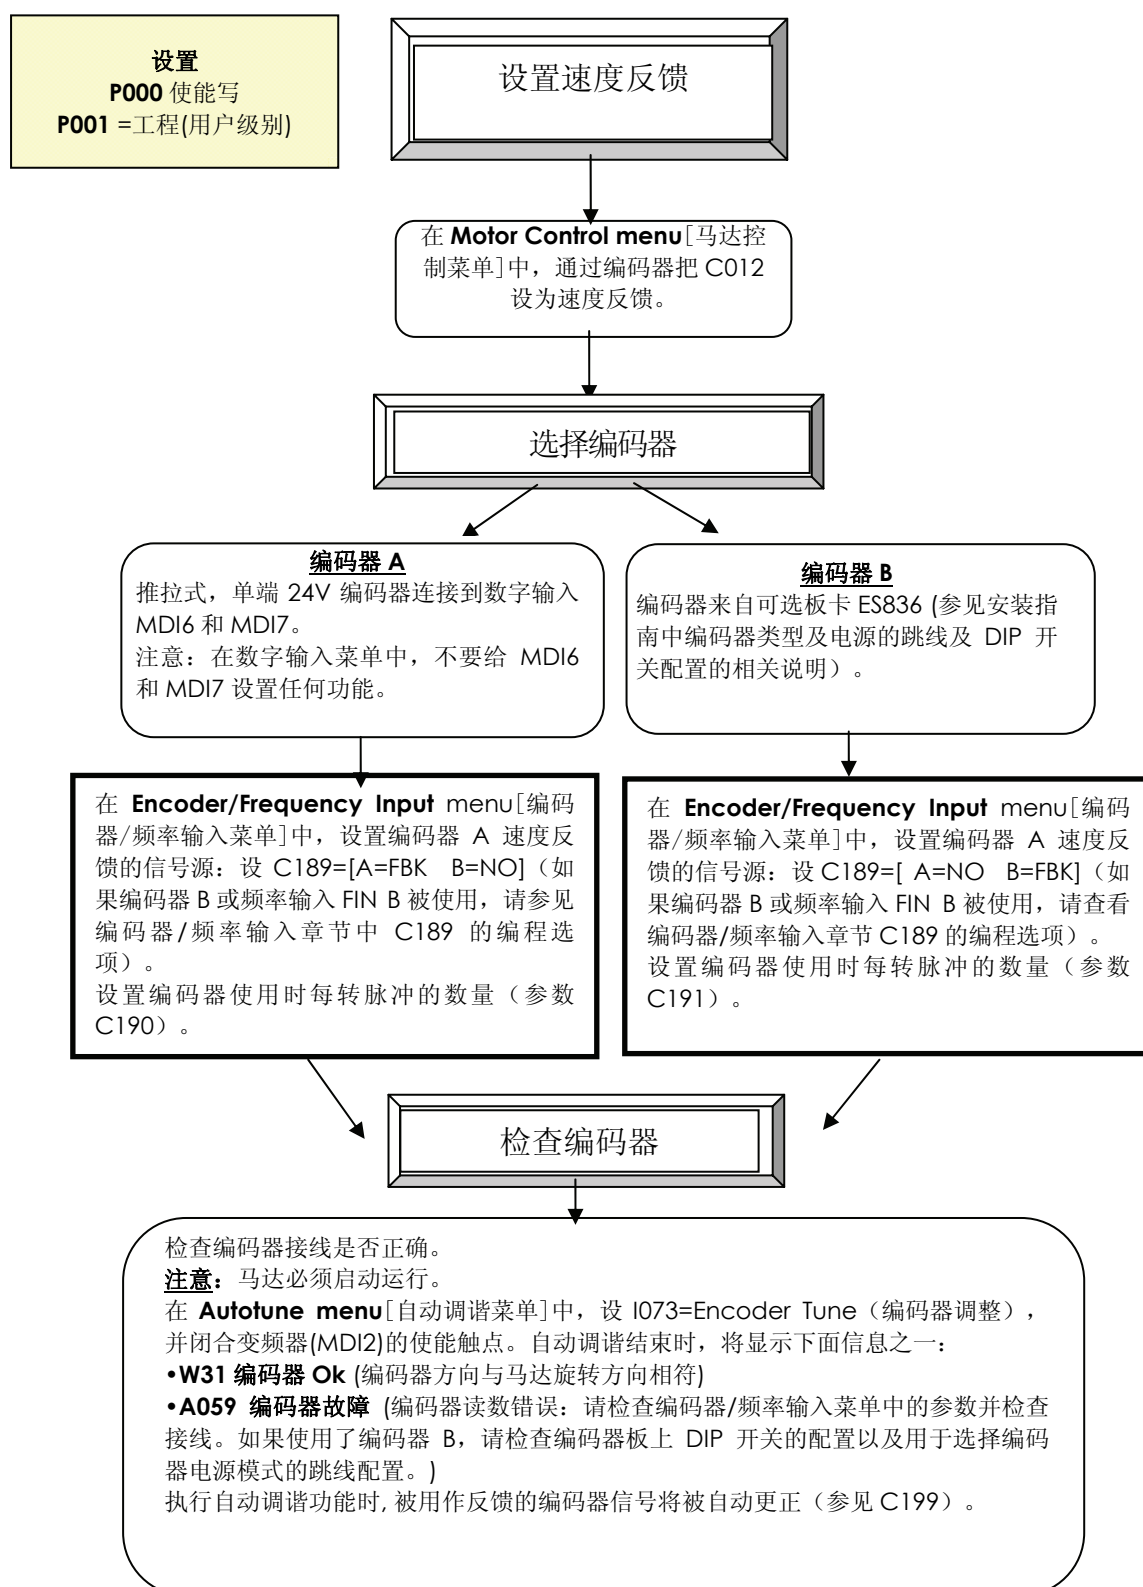 设置
P000 使能写
P001 =工程(用户级别)
设置速度反馈
在 Motor Control menu[马达控
制菜单]中，通过编码器把 C012
设为速度反馈。
选择编码器
编码器 A
推拉式，单端 24V 编码器连接到数字输入
MDI6 和 MDI7。
注意：在数字输入菜单中，不要给 MDI6
和 MDI7 设置任何功能。
编码器 B
编码器来自可选板卡 ES836 (参见安装指
南中编码器类型及电源的跳线及 DIP 开
关配置的相关说明）。
在 Encoder/Frequency Input menu[编码
器/频率输入菜单]中，设置编码器 A 速度反
馈的信号源：设 C189=[A=FBK B=NO]（如
果编码器 B 或频率输入 FIN B 被使用，请参见
编码器/频率输入章节中 C189 的编程选
项）。
设置编码器使用时每转脉冲的数量（参数
C190）。
在 Encoder/Frequency Input menu[编码
器/频率输入菜单]中，设置编码器 A 速度反
馈的信号源：设 C189=[ A=NO B=FBK]（如
果编码器 B 或频率输入 FIN B 被使用，请查看
编码器/频率输入章节 C189 的编程选项）。
设置编码器使用时每转脉冲的数量（参数
C191）。
检查编码器
检查编码器接线是否正确。
注意：马达必须启动运行。
在 Autotune menu[自动调谐菜单]中，设 I073=Encoder Tune（编码器调整），
并闭合变频器(MDI2)的使能触点。自动调谐结束时，将显示下面信息之一：
•W31 编码器 Ok (编码器方向与马达旋转方向相符)
•A059 编码器故障 (编码器读数错误：请检查编码器/频率输入菜单中的参数并检查
接线。如果使用了编码器 B，请检查编码器板上 DIP 开关的配置以及用于选择编码
器电源模式的跳线配置。)
执行自动调谐功能时, 被用作反馈的编码器信号将被自动更正（参见 C199）。